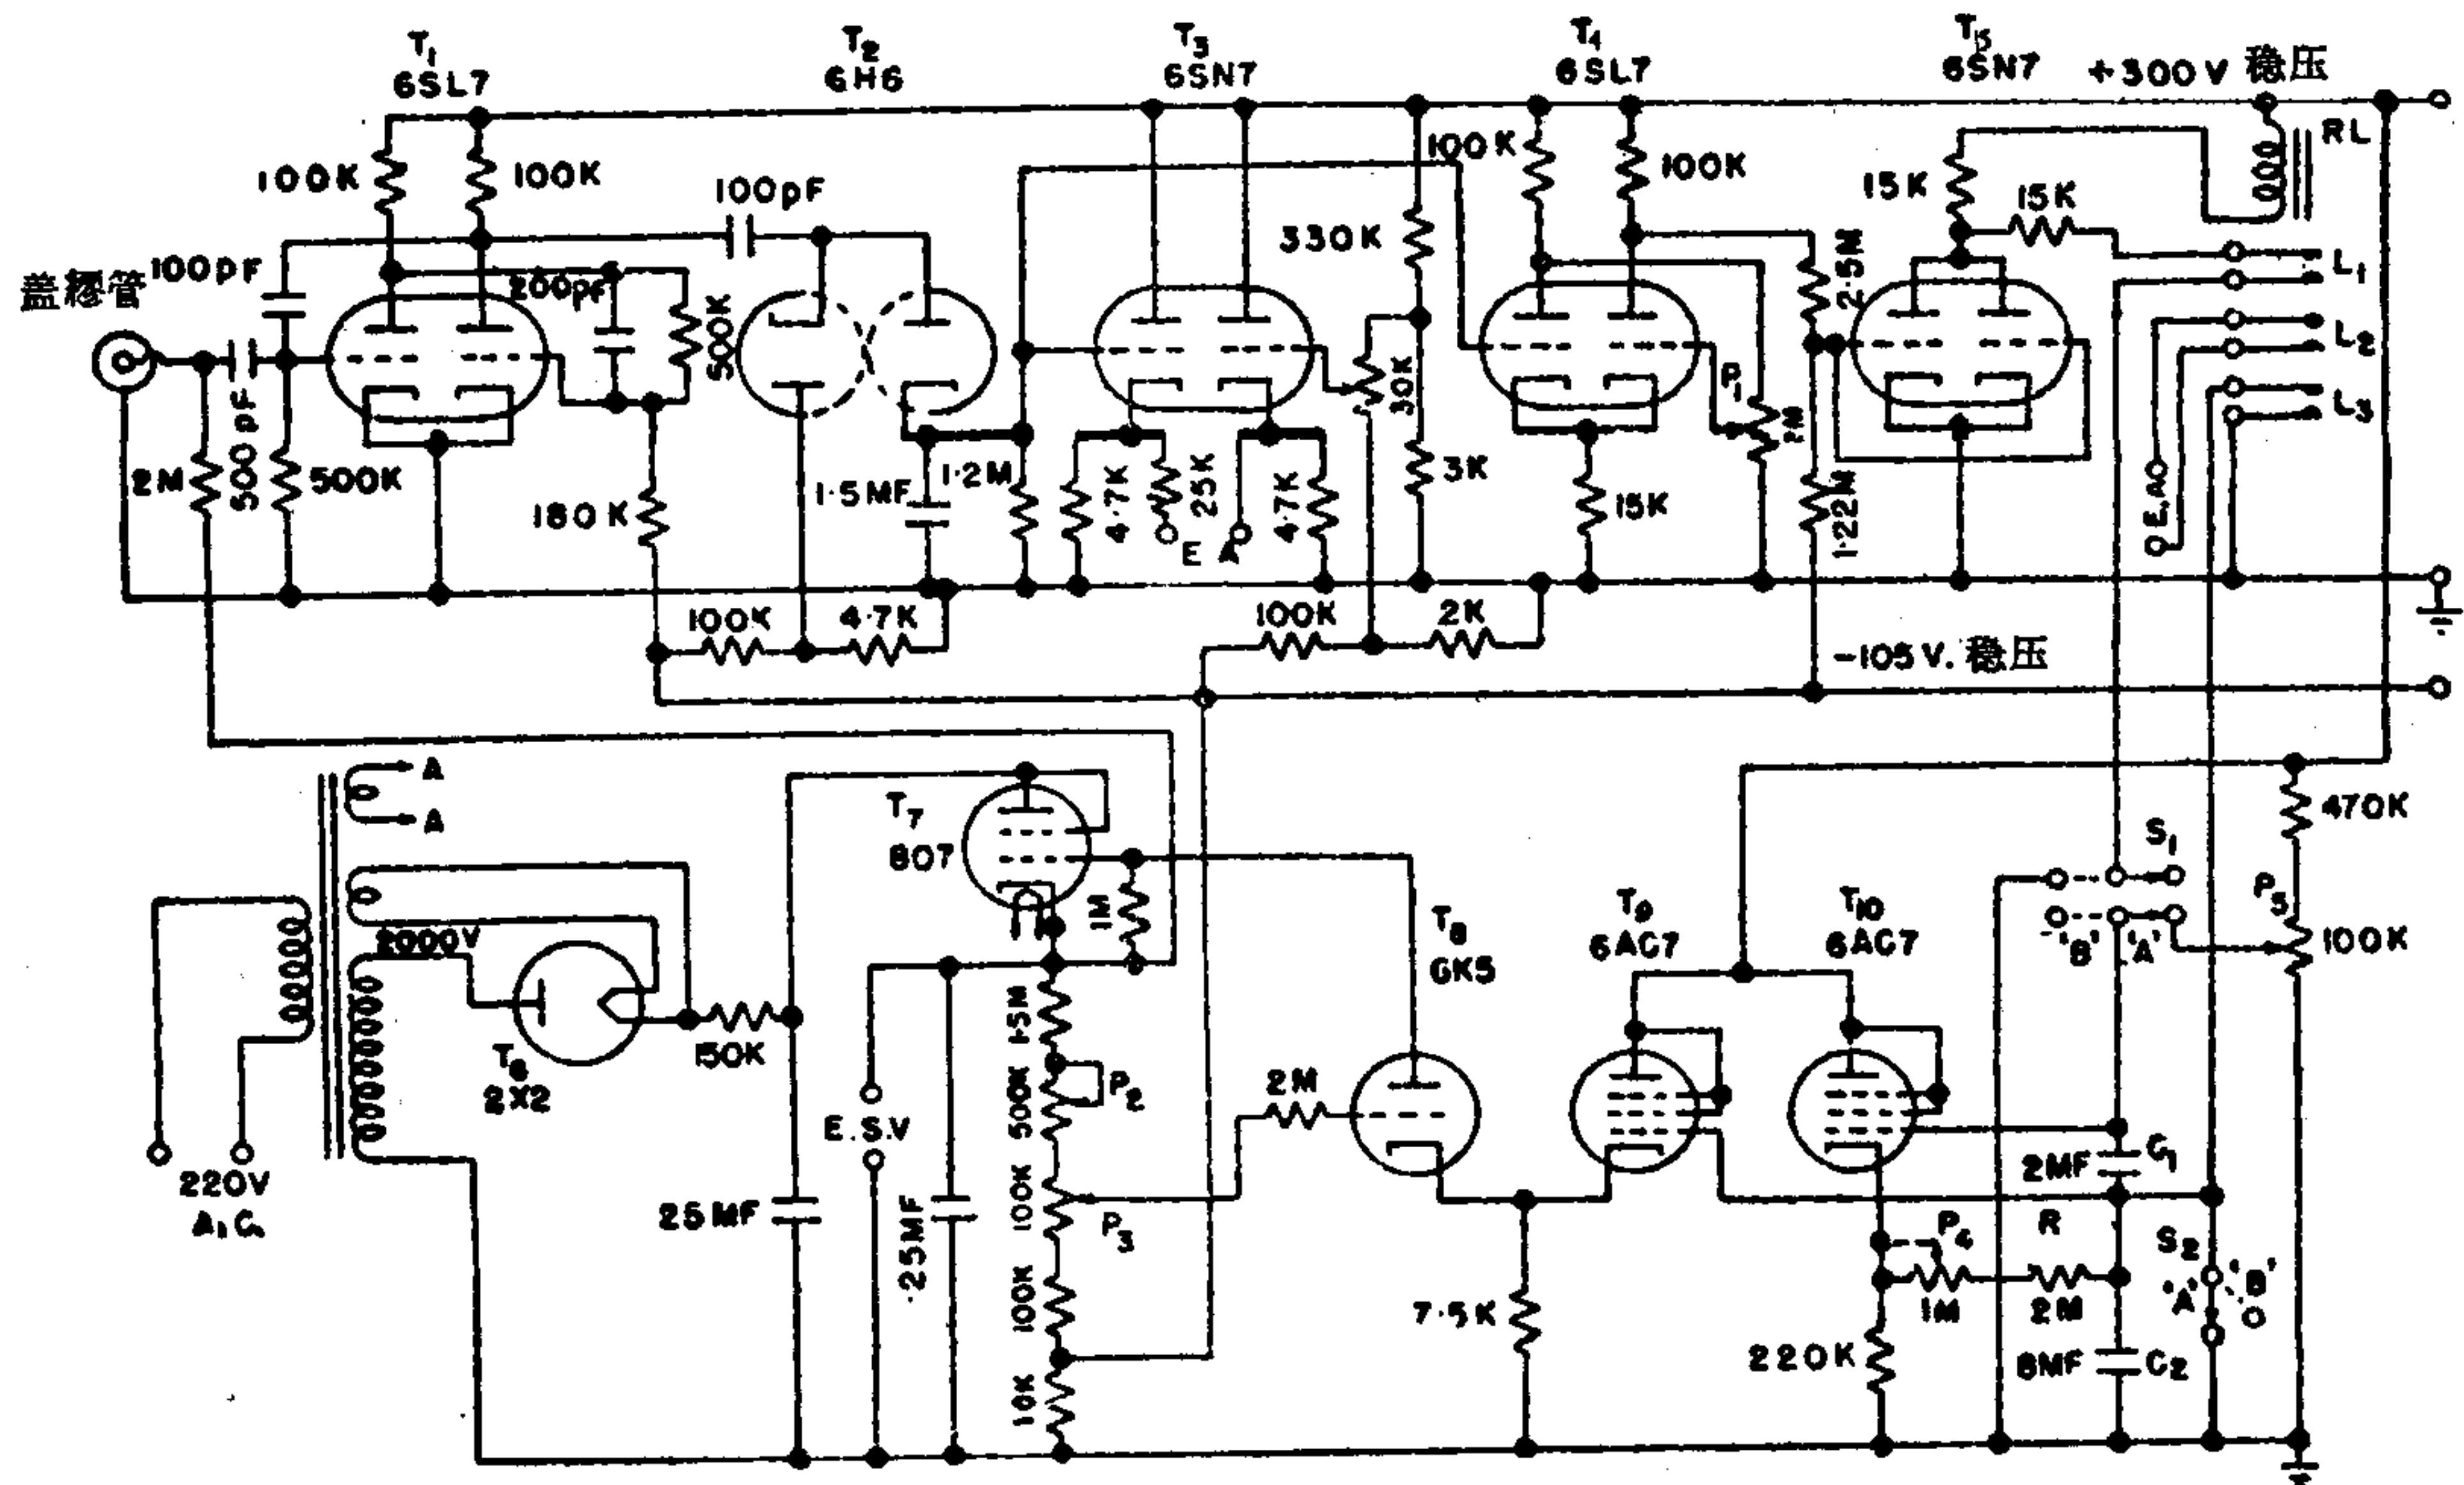 T1
6SL7
T2
6H6
T3
6SN7
T4
6SL7
T5
6SN7
+300V 稳压
RL
100K
100K
100pF
100K
100K
15K
15K
330K
盖缪管
100pF
200pf
500K
2.5M
L1
L2
L3
30K
P1
2M
2M
500pF
500K
180K
1.5MF
1.2M
4.7K
25K
E
A
4.7K
3K
15K
1.22M
E.A.
100K
4.7K
100K
2K
-105V. 稳压
A
A
T7
807
470K
S1
P5
100K
'B'
'A'
2000V
1M
T8
GK5
T9
6AC7
T10
6AC7
T6
2X2
150K
1.5M
500K
P2
2M
E.S.V
220V
A.C.
25MF
.25MF
100K
P3
2MF
C1
P4
R
S2
'A'
'B'
100K
7.5K
1M
2M
220K
8MF
C2
10K